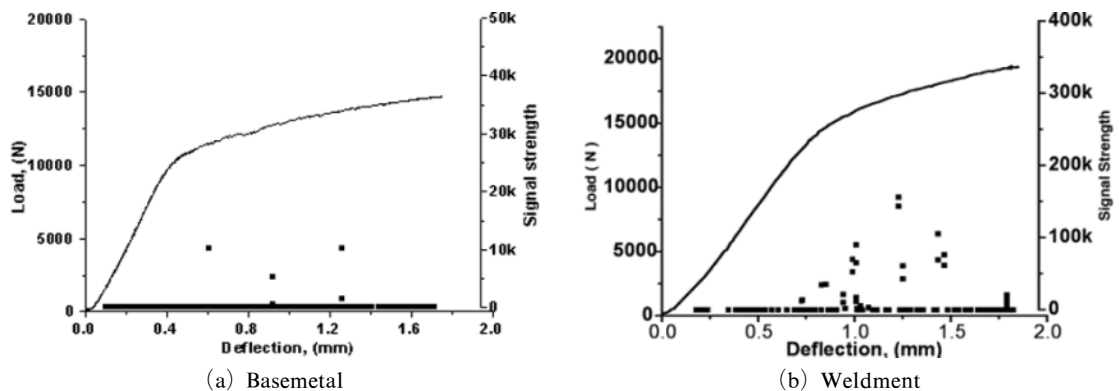 20000
15000
10000
5000
0
Load, (N)
50k
40k
30k
20k
10k
0
Signal strength
0.0 0.4 0.8 1.2 1.6 2.0
Deflection, (mm)
(a) Basemetal
20000
15000
10000
5000
0
Load ( N )
400k
300k
200k
100k
0
Signal Strength
0.0 0.5 1.0 1.5 2.0
Deflection, (mm)
(b) Weldment